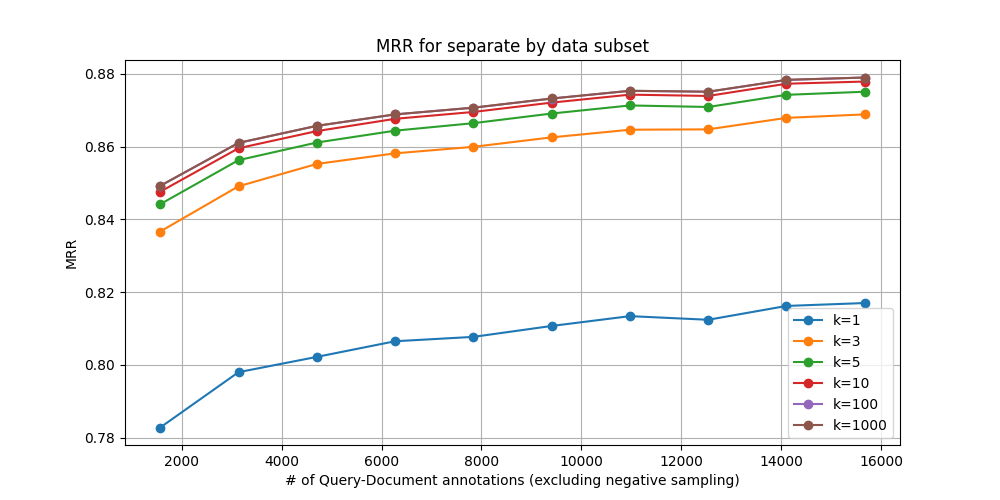 MRR for separate by data subset
MRR
0.88
0.86
0.84
0.82
0.80
0.78
2000 4000 6000 8000 10000 12000 14000 16000
# of Query-Document annotations (excluding negative sampling)
k=1
k=3
k=5
k=10
k=100
k=1000